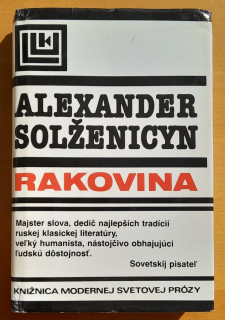 ALEXANDER
SOLŽENICYN
RAKOVINA
Majster slova, dedič najlepších tradícií
ruskej klasickej literatúry,
veľký humanista, nástojčivo obhajujúci
ľudskú dôstojnosť.
Sovetskij pisateľ
KNIŽNICA MODERNEJ SVETOVEJ PRÓZY